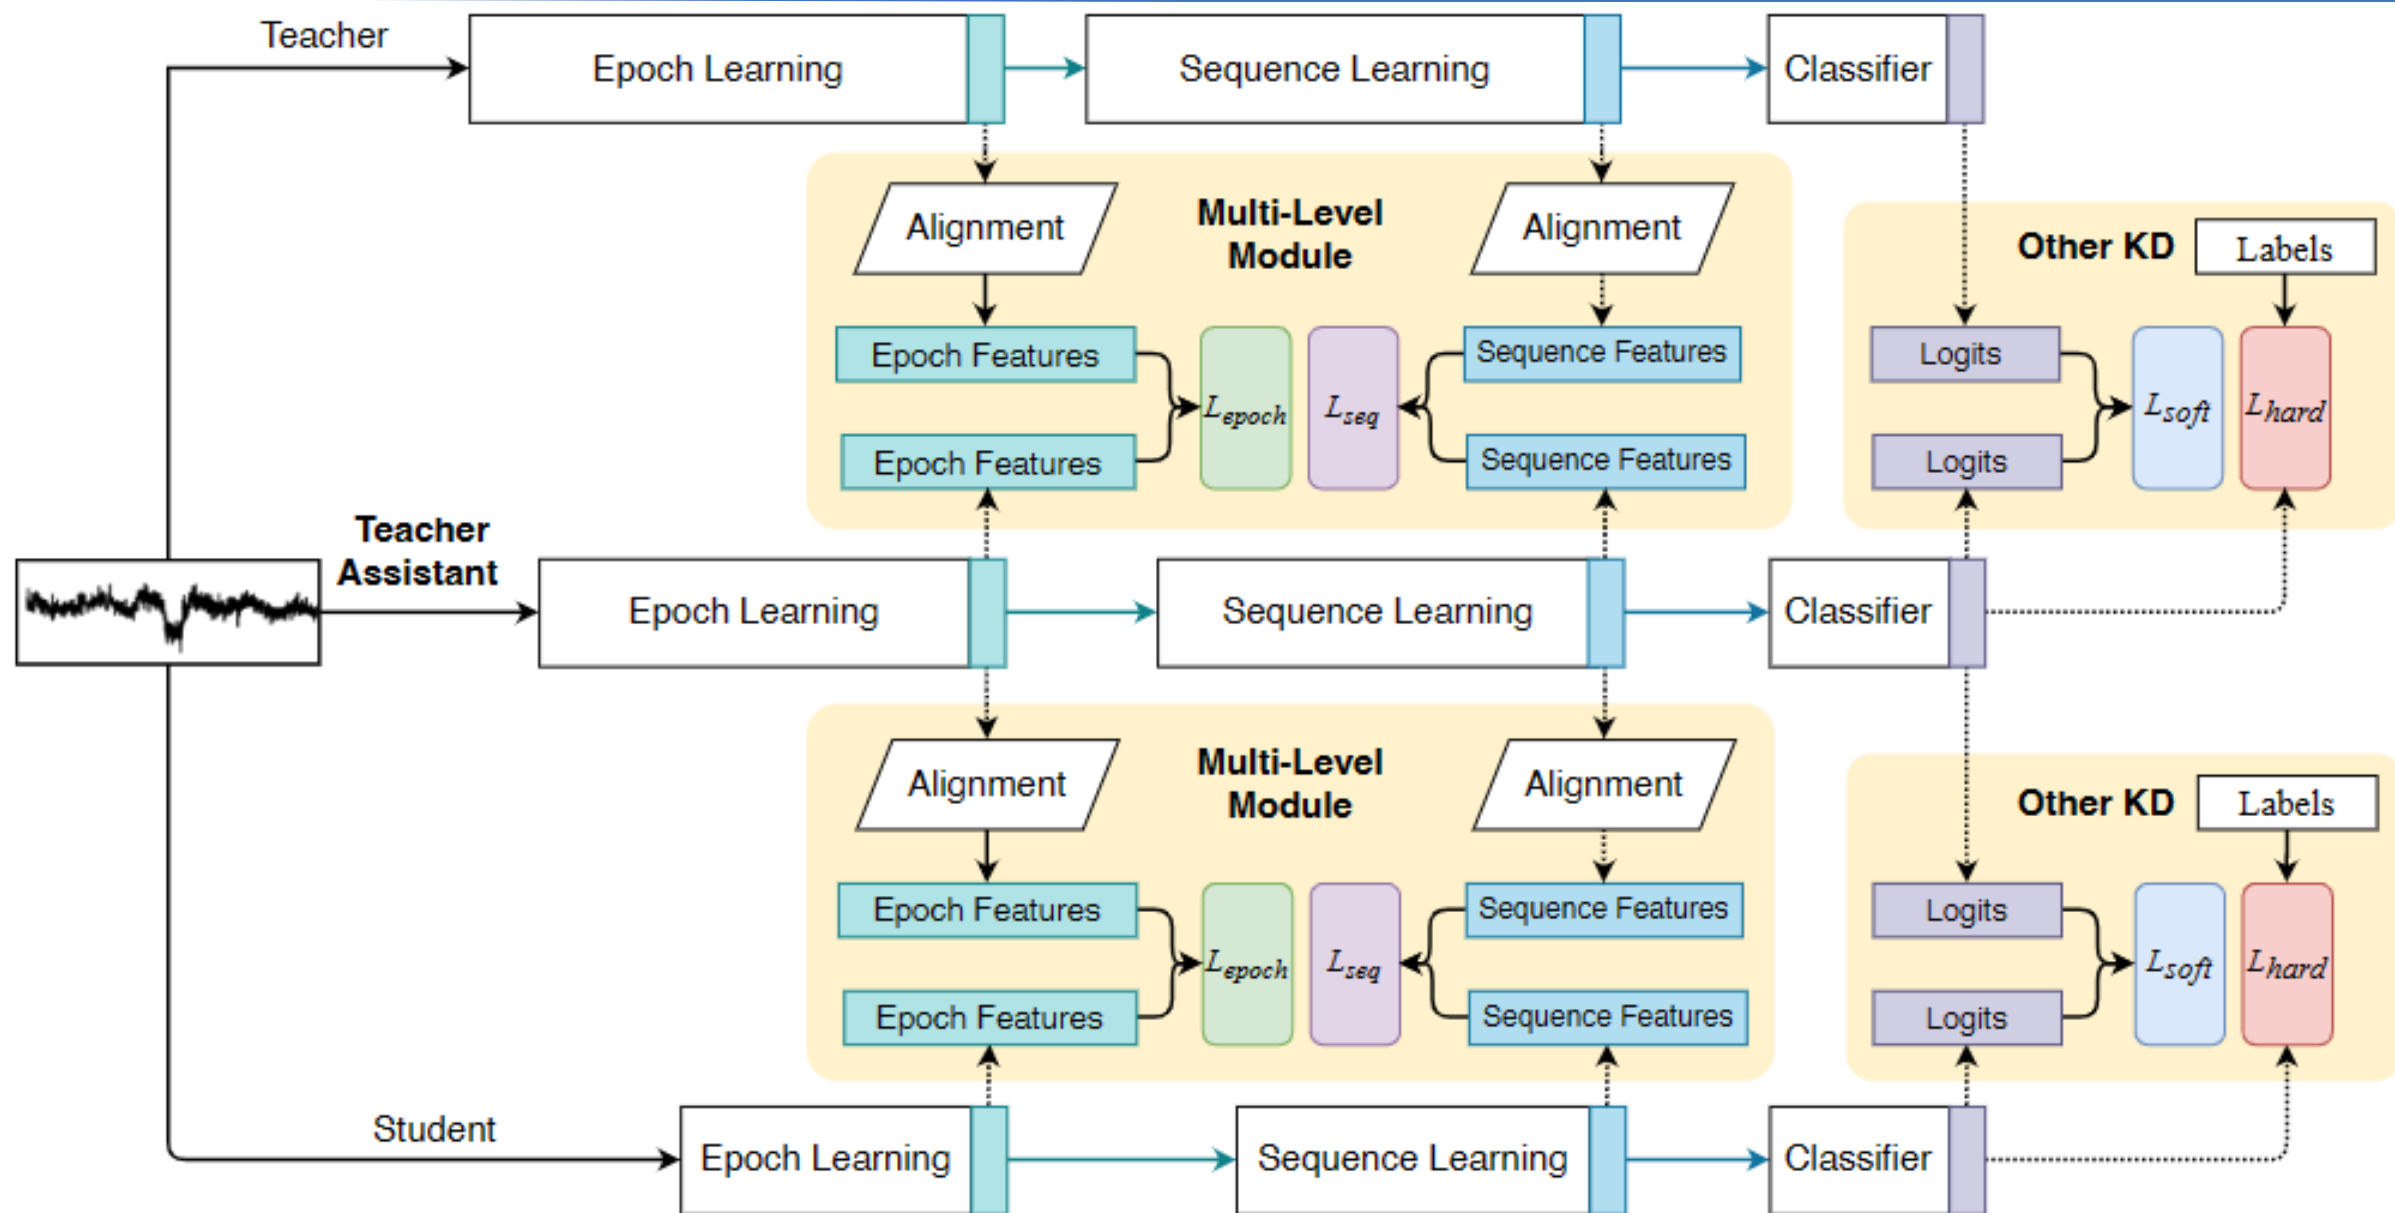 Teacher
Epoch Learning
Sequence Learning
Classifier
Alignment
Multi-Level
Module
Alignment
Other KD
Labels
Epoch Features
Sequence Features
Logits
L_epoch
L_seq
L_soft
L_hard
Epoch Features
Sequence Features
Logits
Teacher
Assistant
Epoch Learning
Sequence Learning
Classifier
Alignment
Multi-Level
Module
Alignment
Other KD
Labels
Epoch Features
Sequence Features
Logits
L_epoch
L_seq
L_soft
L_hard
Epoch Features
Sequence Features
Logits
Student
Epoch Learning
Sequence Learning
Classifier